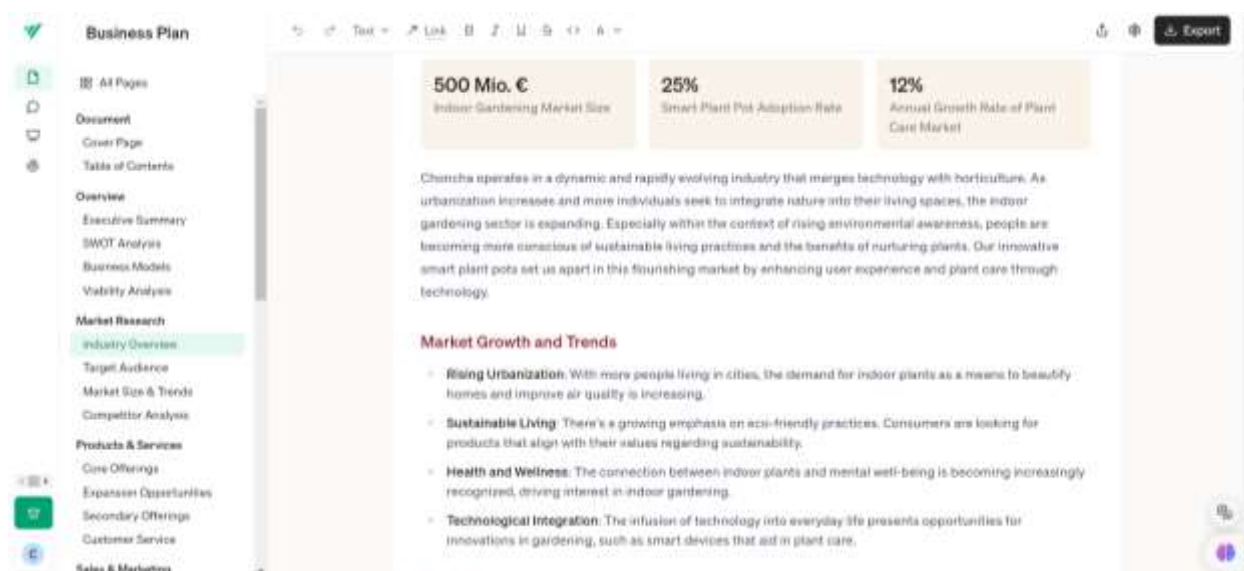 Business Plan
Text
Link
B I U S <> A
Export
All Pages
Document
Cover Page
Table of Contents
Overview
Executive Summary
SWOT Analysis
Business Models
Viability Analysis
Market Research
Industry Overview
Target Audience
Market Size & Trends
Competitor Analysis
Products & Services
Core Offerings
Expansion Opportunities
Secondary Offerings
Customer Service
Sales & Marketing
C
500 Mio. €
Indoor Gardening Market Size
25%
Smart Plant Pot Adoption Rate
12%
Annual Growth Rate of Plant
Care Market
Choncha operates in a dynamic and rapidly evolving industry that merges technology with horticulture. As
urbanization increases and more individuals seek to integrate nature into their living spaces, the indoor
gardening sector is expanding. Especially within the context of rising environmental awareness, people are
becoming more conscious of sustainable living practices and the benefits of nurturing plants. Our innovative
smart plant pots set us apart in this flourishing market by enhancing user experience and plant care through
technology.
Market Growth and Trends
Rising Urbanization: With more people living in cities, the demand for indoor plants as a means to beautify
homes and improve air quality is increasing.
Sustainable Living: There's a growing emphasis on eco-friendly practices. Consumers are looking for
products that align with their values regarding sustainability.
Health and Wellness: The connection between indoor plants and mental well-being is becoming increasingly
recognized, driving interest in indoor gardening.
Technological Integration: The infusion of technology into everyday life presents opportunities for
innovations in gardening, such as smart devices that aid in plant care.